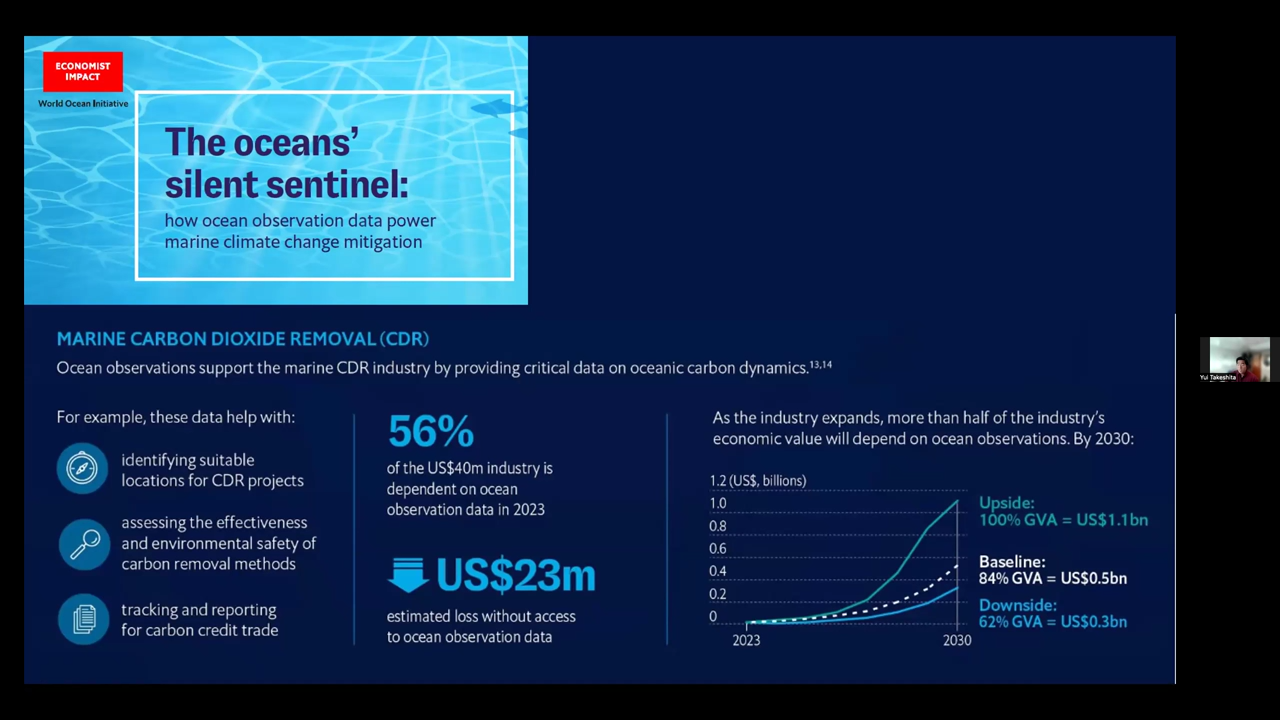 ECONOMIST
IMPACT
World Ocean Initiative
The oceans’
silent sentinel:
how ocean observation data power
marine climate change mitigation
MARINE CARBON DIOXIDE REMOVAL (CDR)
Ocean observations support the marine CDR industry by providing critical data on oceanic carbon dynamics.13,14
For example, these data help with:
identifying suitable
locations for CDR projects
assessing the effectiveness
and environmental safety of
carbon removal methods
tracking and reporting
for carbon credit trade
56%
of the US$40m industry is
dependent on ocean
observation data in 2023
US$23m
estimated loss without access
to ocean observation data
As the industry expands, more than half of the industry’s
economic value will depend on ocean observations. By 2030:
1.2 (US$, billions)
1.0
0.8
0.6
0.4
0.2
0
2023
2030
Upside:
100% GVA = US$1.1bn
Baseline:
84% GVA = US$0.5bn
Downside:
62% GVA = US$0.3bn
Yui Takeshita